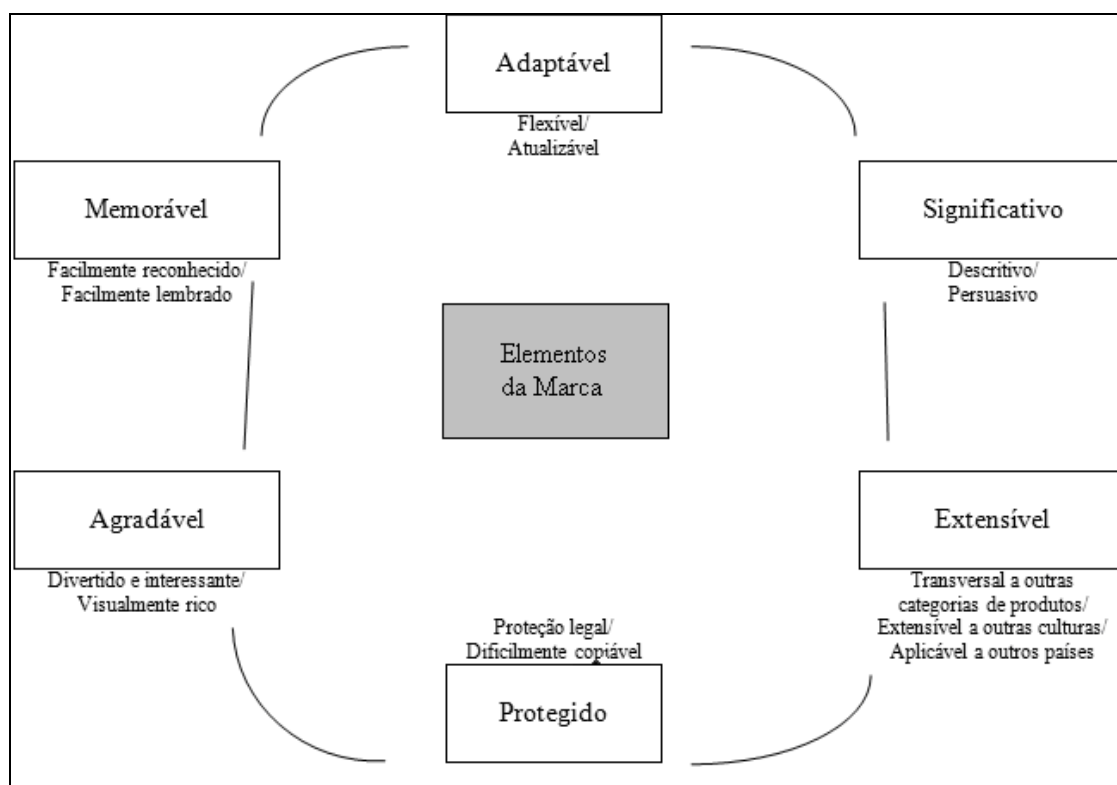 Adaptável
Flexível/
Atualizável
Memorável
Facilmente reconhecido/
Facilmente lembrado
Significativo
Descritivo/
Persuasivo
Elementos
da Marca
Agradável
Divertido e interessante/
Visualmente rico
Extensível
Transversal a outras
categorias de produtos/
Extensível a outras culturas/
Aplicável a outros países
Proteção legal/
Dificilmente copiável
Protegido